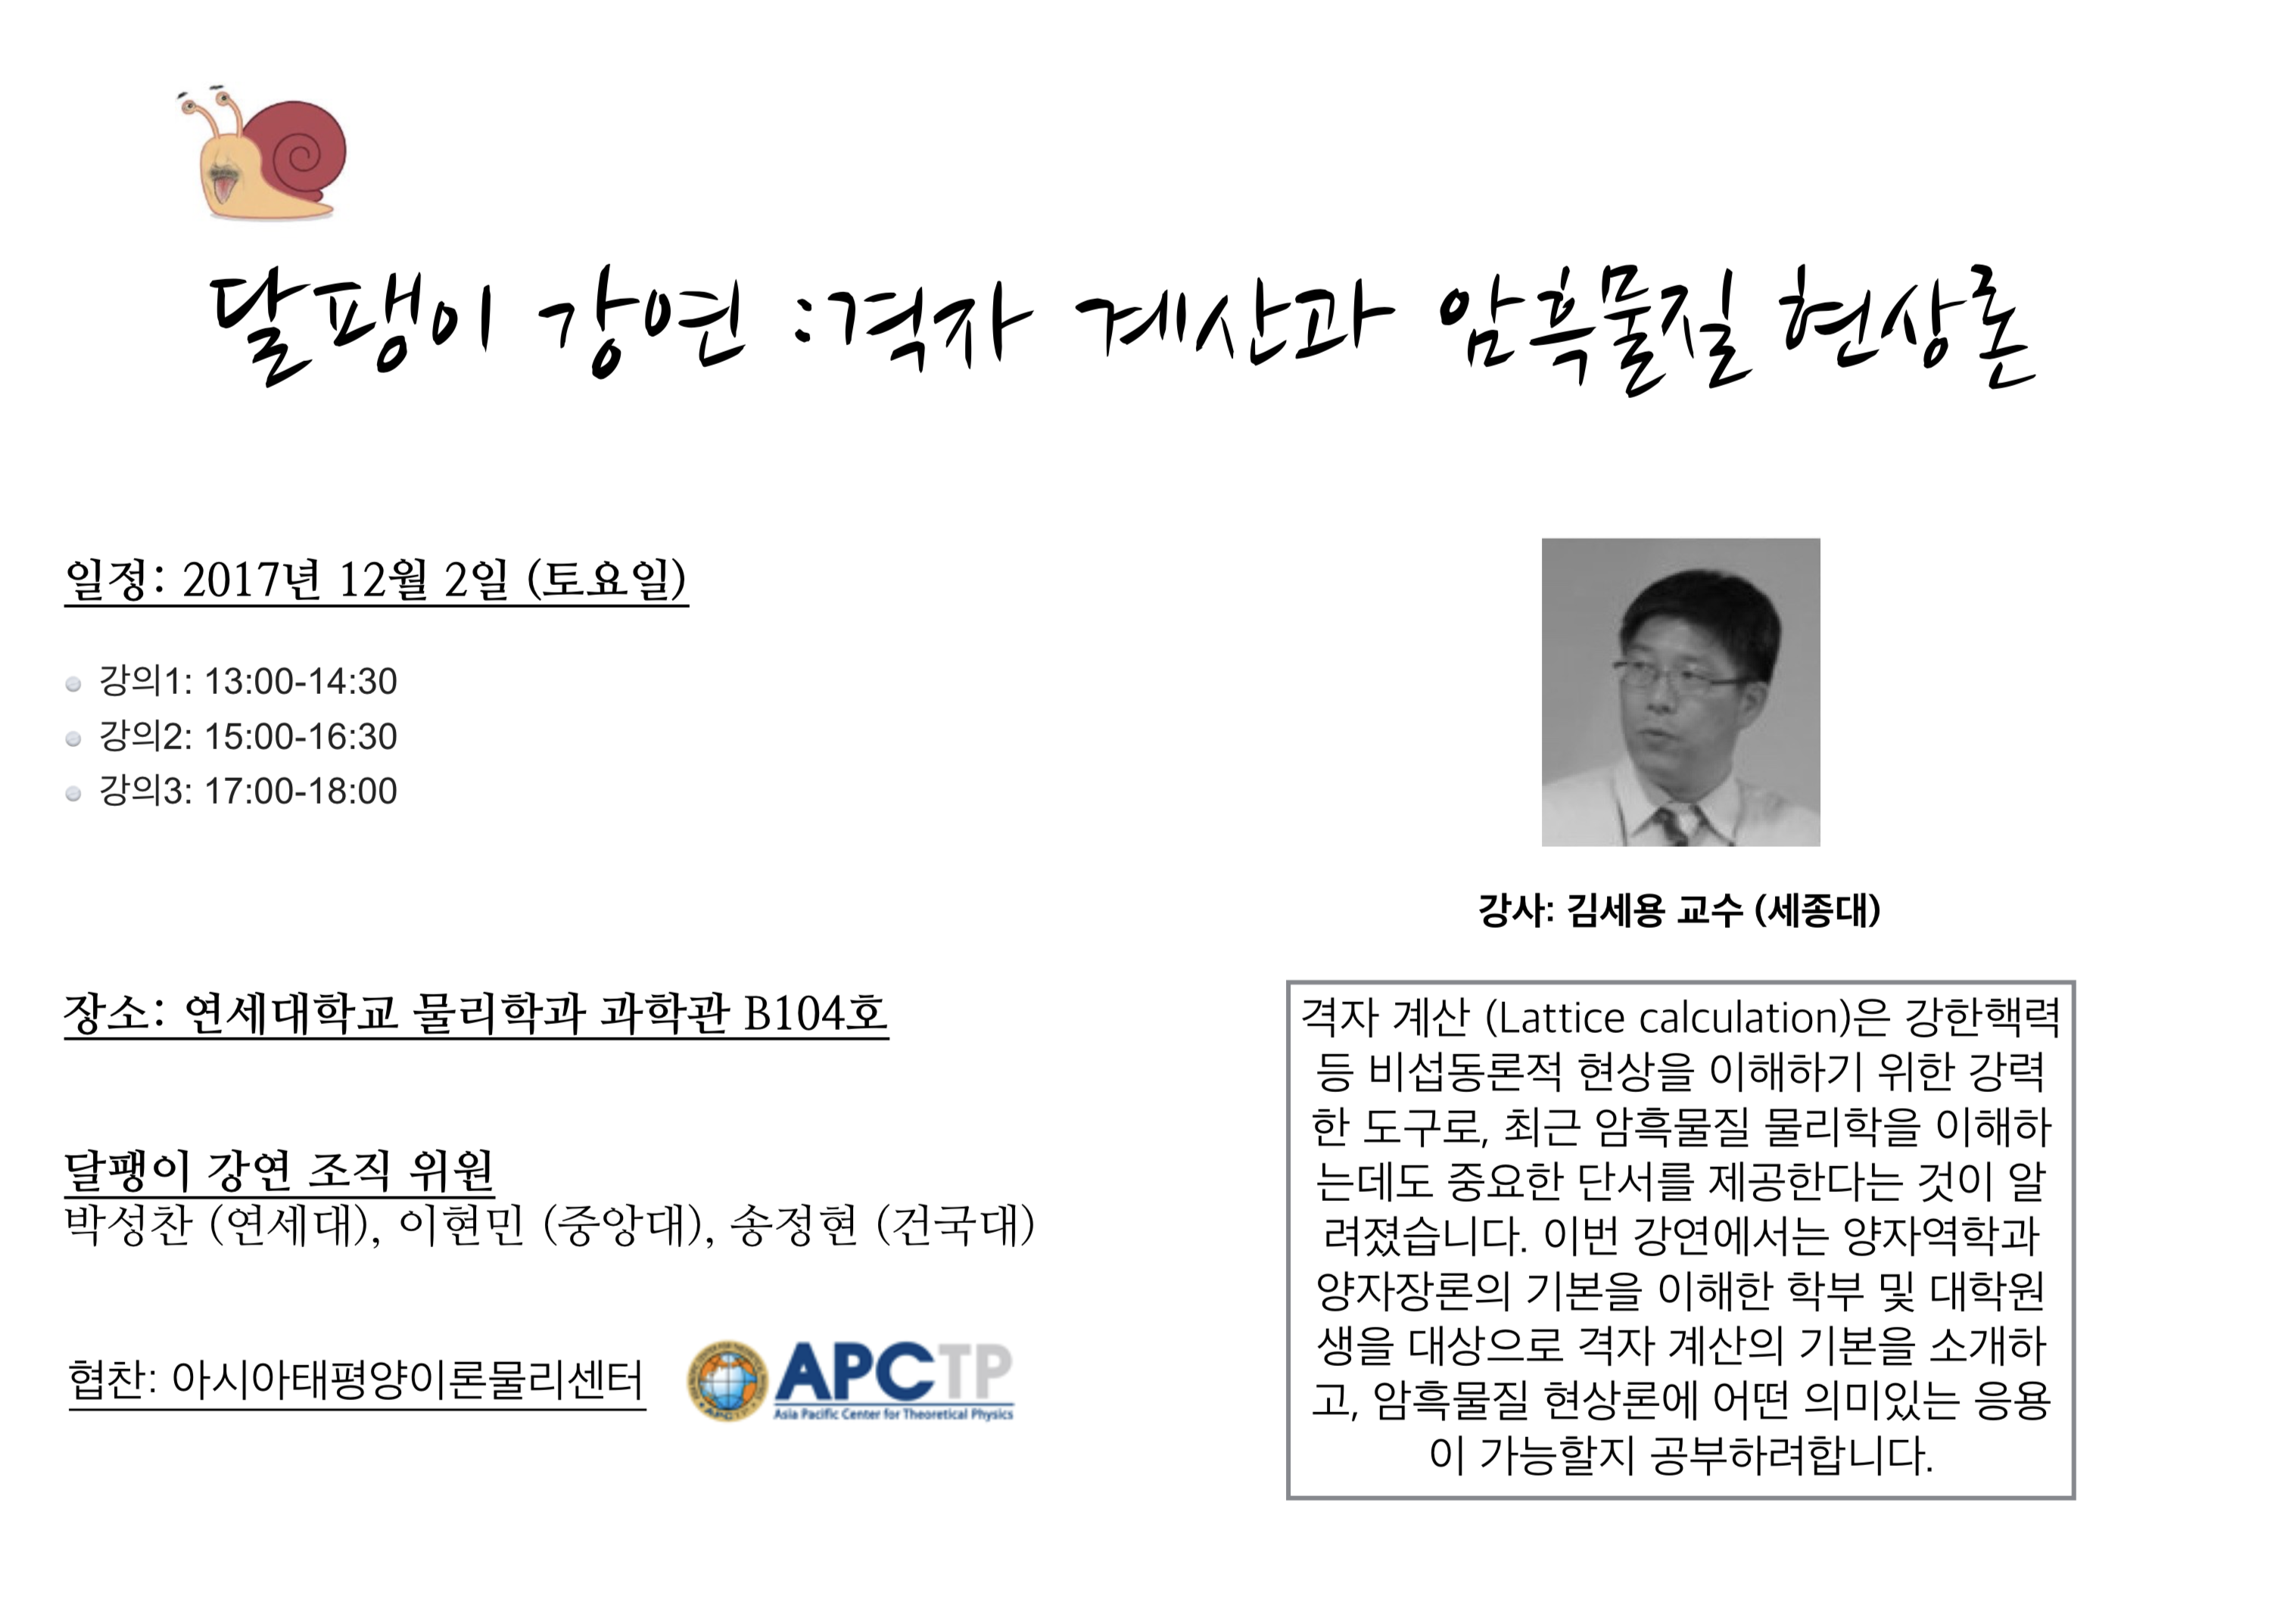 달팽이 강연 :격자 계산과 암흑물질 현상론
일정: 2017년 12월 2일 (토요일)
강의1: 13:00-14:30
강의2: 15:00-16:30
강의3: 17:00-18:00
강사: 김세용 교수 (세종대)
장소: 연세대학교 물리학과 과학관 B104호
달팽이 강연 조직 위원
박성찬 (연세대), 이현민 (중앙대), 송정현 (건국대)
협찬: 아시아태평양이론물리센터
APCTP
Asia Pacific Center for Theoretical Physics
격자 계산 (Lattice calculation)은 강한핵력
등 비섭동론적 현상을 이해하기 위한 강력
한 도구로, 최근 암흑물질 물리학을 이해하
는데도 중요한 단서를 제공한다는 것이 알
려졌습니다. 이번 강연에서는 양자역학과
양자장론의 기본을 이해한 학부 및 대학원
생을 대상으로 격자 계산의 기본을 소개하
고, 암흑물질 현상론에 어떤 의미있는 응용
이 가능할지 공부하려합니다.